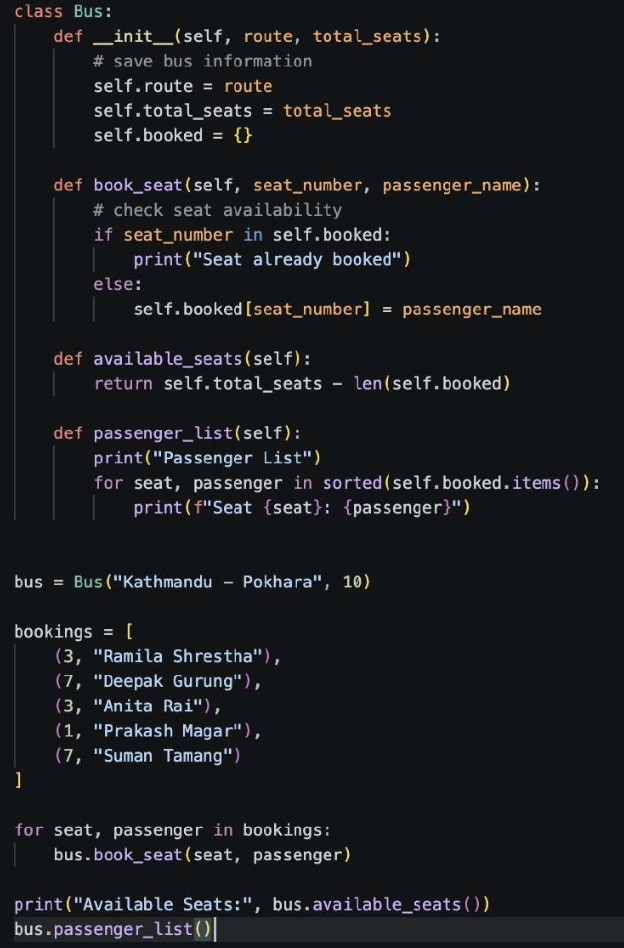 class Bus:
    def __init__(self, route, total_seats):
        # save bus information
        self.route = route
        self.total_seats = total_seats
        self.booked = {}

    def book_seat(self, seat_number, passenger_name):
        # check seat availability
        if seat_number in self.booked:
            print("Seat already booked")
        else:
            self.booked[seat_number] = passenger_name

    def available_seats(self):
        return self.total_seats - len(self.booked)

    def passenger_list(self):
        print("Passenger List")
        for seat, passenger in sorted(self.booked.items()):
            print(f"Seat {seat}: {passenger}")


bus = Bus("Kathmandu - Pokhara", 10)

bookings = [
    (3, "Ramila Shrestha"),
    (7, "Deepak Gurung"),
    (3, "Anita Rai"),
    (1, "Prakash Magar"),
    (7, "Suman Tamang")
]

for seat, passenger in bookings:
    bus.book_seat(seat, passenger)

print("Available Seats:", bus.available_seats())
bus.passenger_list()